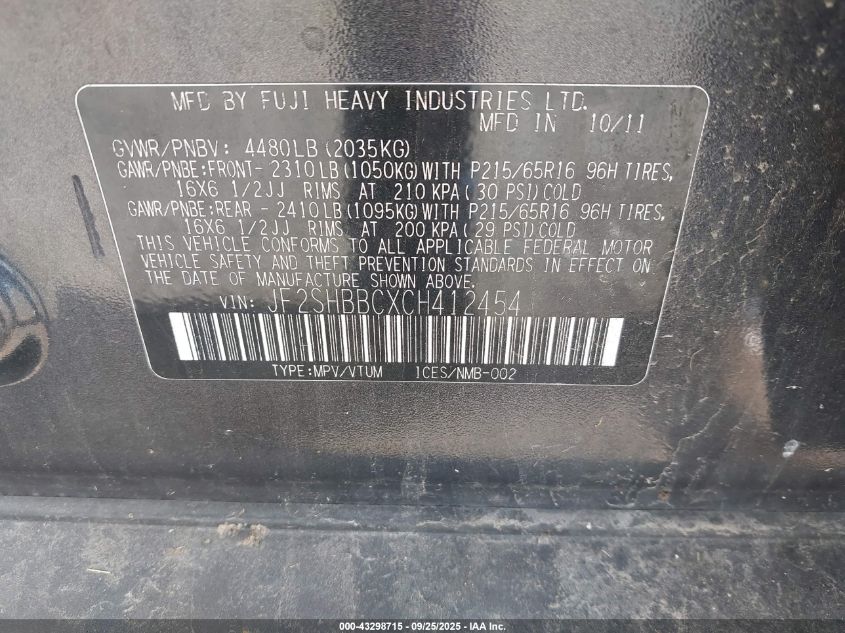 MFD BY FUJI HEAVY INDUSTRIES LTD.
MFD IN 10/11
GVWR/PNBV: 4480LB(2035KG)
GAWR/PNBE:FRONT- 2310LB(1050KG)WITH P215/65R16 96H TIRES,
16X6 1/2JJ RIMS AT 210 KPA(30 PSI)COLD
GAWR/PNBE:REAR - 2410LB(1095KG)WITH P215/65R16 96H TIRES,
16X6 1/2JJ RIMS AT 200 KPA(29 PSI)COLD
THIS VEHICLE CONFORMS TO ALL APPLICABLE FEDERAL MOTOR
VEHICLE SAFETY AND THEFT PREVENTION STANDARDS IN EFFECT ON
THE DATE OF MANUFACTURE SHOWN ABOVE.
VIN: JF2SHBBCXCH412454
TYPE:MPV/VTUM ICES/NMB-002
000-43298715 - 09/25/2025 - IAA Inc.